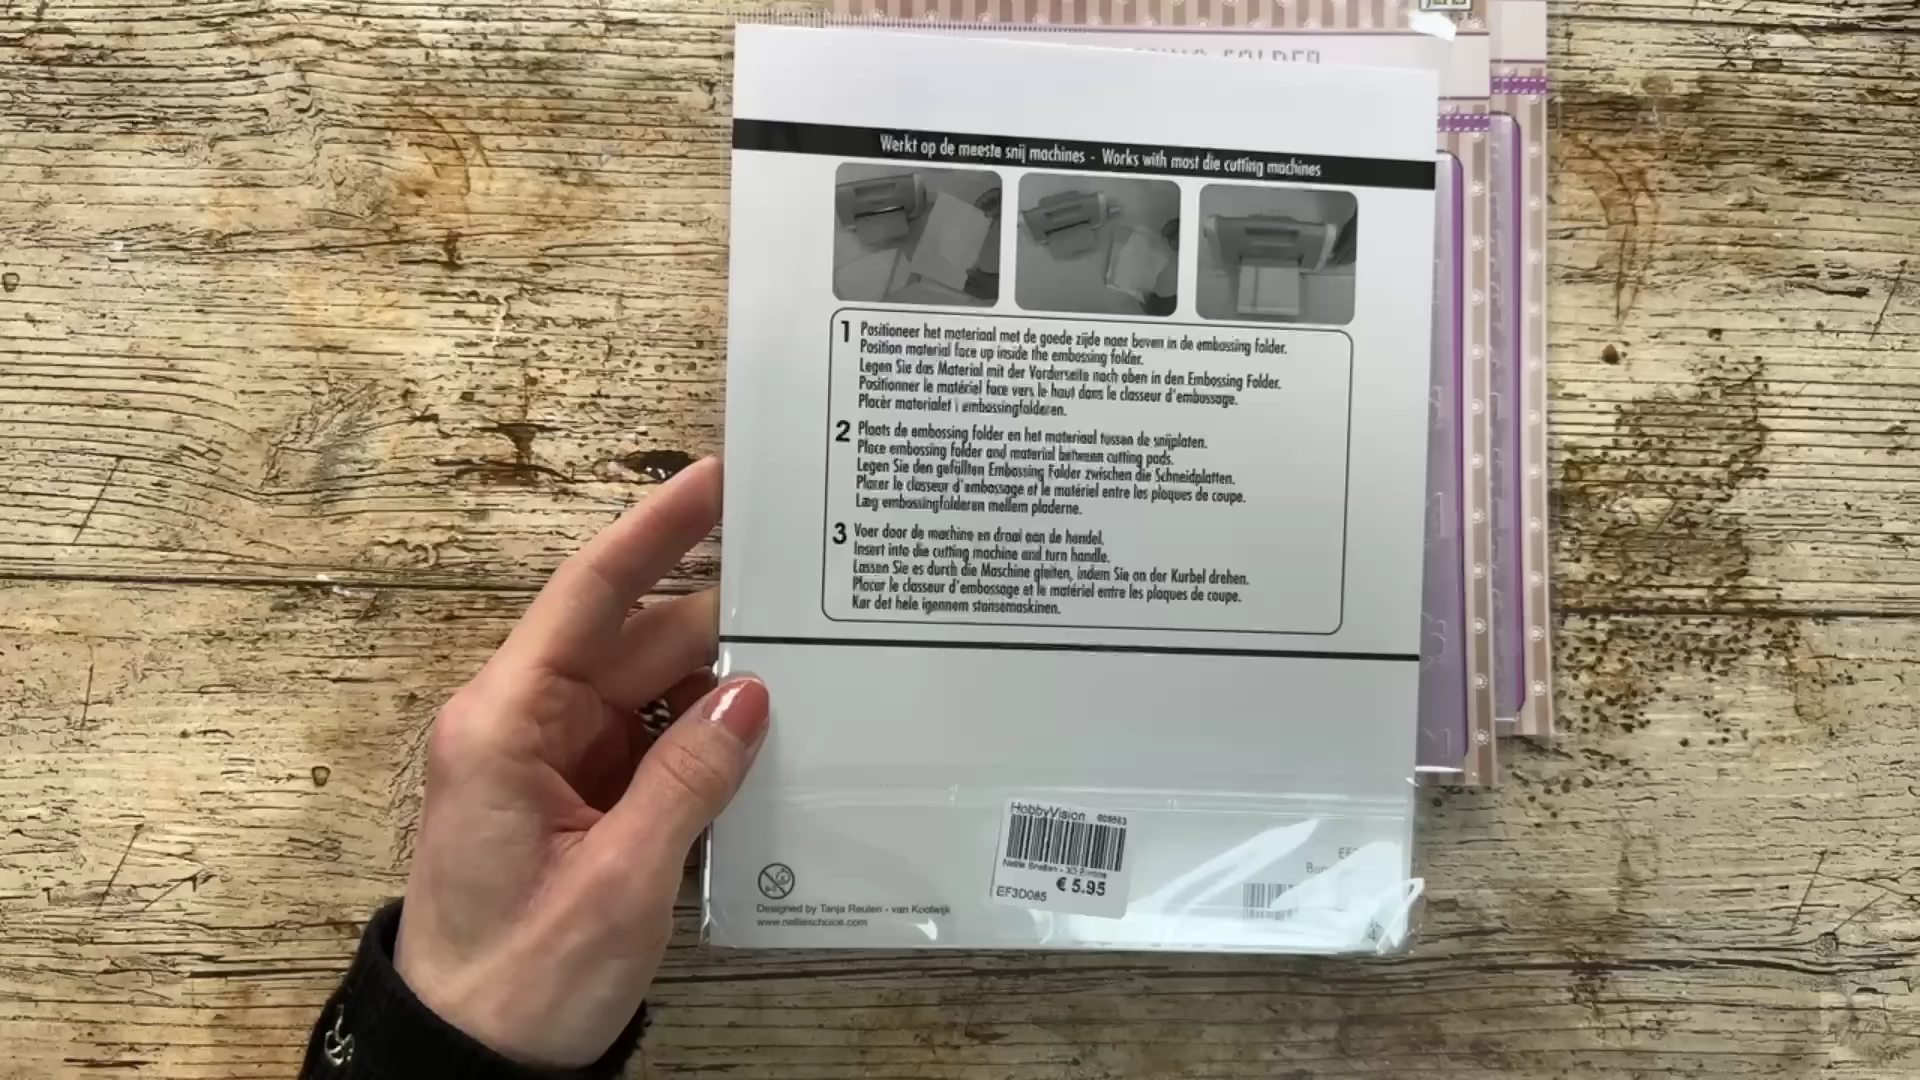 FOLDER
Werkt op de meeste snij machines - Works with most die cutting machines
1 Positioneer het materiaal met de goede zijde naar boven in de embossing folder.
Position material face up inside the embossing folder.
Legen Sie das Material mit der Vorderseite nach oben in den Embossing Folder.
Positionner le matériel face vers le haut dans le classeur d'embossage.
Placèr materialet i embossingfolderen.
2 Plaats de embossing folder en het materiaal tussen de snijplaten.
Place embossing folder and material between cutting pads.
Legen Sie den gefüllten Embossing Folder zwischen die Schneidplatten.
Placer le classeur d'embossage et le matériel entre les plaques de coupe.
Læg embossingfolderen mellem pladerne.
3 Voer door de machine en draai aan de hendel.
Insert into die cutting machine and turn handle.
Lassen Sie es durch die Maschine gleiten, indem Sie an der Kurbel drehen.
Placer le classeur d'embossage et le matériel entre les plaques de coupe.
Kør det hele igennem stansemaskinen.
HobbyVision
Nellie Snellen - 3D
€ 5.95
EF3D085
Designed by Tanja Reulen - van Koolwijk
www.nellieschoice.com